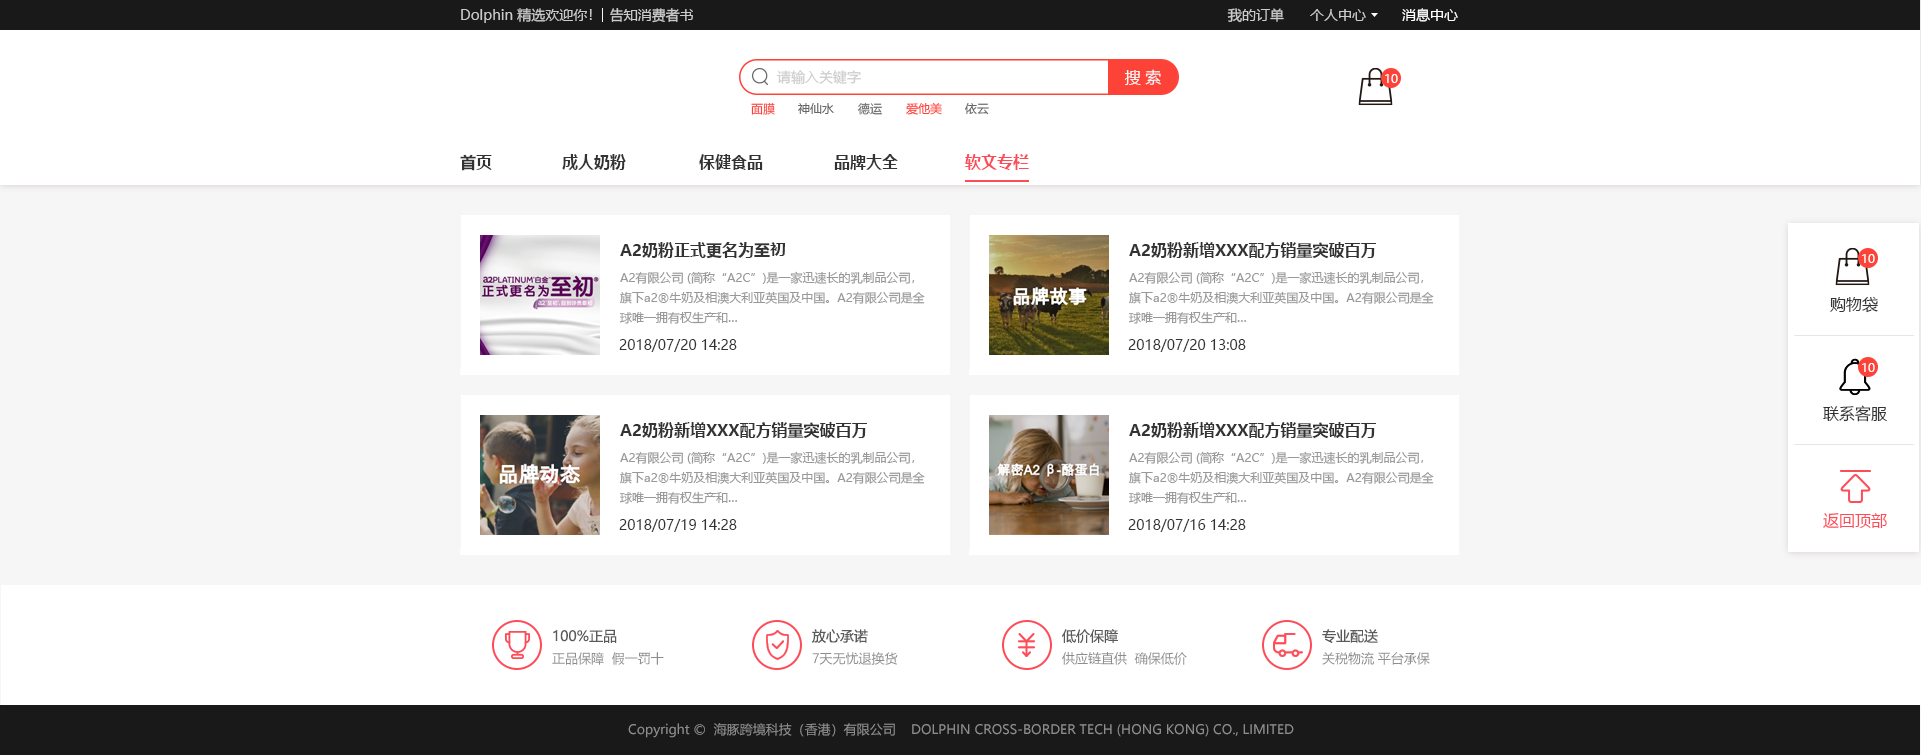 Dolphin 精选欢迎你！| 告知消费者书
我的订单 个人中心 消息中心
请输入关键字 搜 索
10
面膜 神仙水 德运 爱他美 依云
首页 成人奶粉 保健食品 品牌大全 软文专栏
a2PLATINUM®白金™
正式更名为至初®
A2奶粉正式更名为至初
A2有限公司 (简称“A2C”)是一家迅速长的乳制品公司，
旗下a2®牛奶及相澳大利亚英国及中国。A2有限公司是全
球唯一拥有权生产和...
2018/07/20 14:28
品牌故事
A2奶粉新增XXX配方销量突破百万
A2有限公司 (简称“A2C”)是一家迅速长的乳制品公司，
旗下a2®牛奶及相澳大利亚英国及中国。A2有限公司是全
球唯一拥有权生产和...
2018/07/20 13:08
品牌动态
A2奶粉新增XXX配方销量突破百万
A2有限公司 (简称“A2C”)是一家迅速长的乳制品公司，
旗下a2®牛奶及相澳大利亚英国及中国。A2有限公司是全
球唯一拥有权生产和...
2018/07/19 14:28
解密A2 β-酪蛋白
A2奶粉新增XXX配方销量突破百万
A2有限公司 (简称“A2C”)是一家迅速长的乳制品公司，
旗下a2®牛奶及相澳大利亚英国及中国。A2有限公司是全
球唯一拥有权生产和...
2018/07/16 14:28
10
购物袋
10
联系客服
返回顶部
100%正品
正品保障 假一罚十
放心承诺
7天无忧退换货
低价保障
供应链直供 确保低价
专业配送
关税物流 平台承保
Copyright © 海豚跨境科技（香港）有限公司 DOLPHIN CROSS-BORDER TECH (HONG KONG) CO., LIMITED